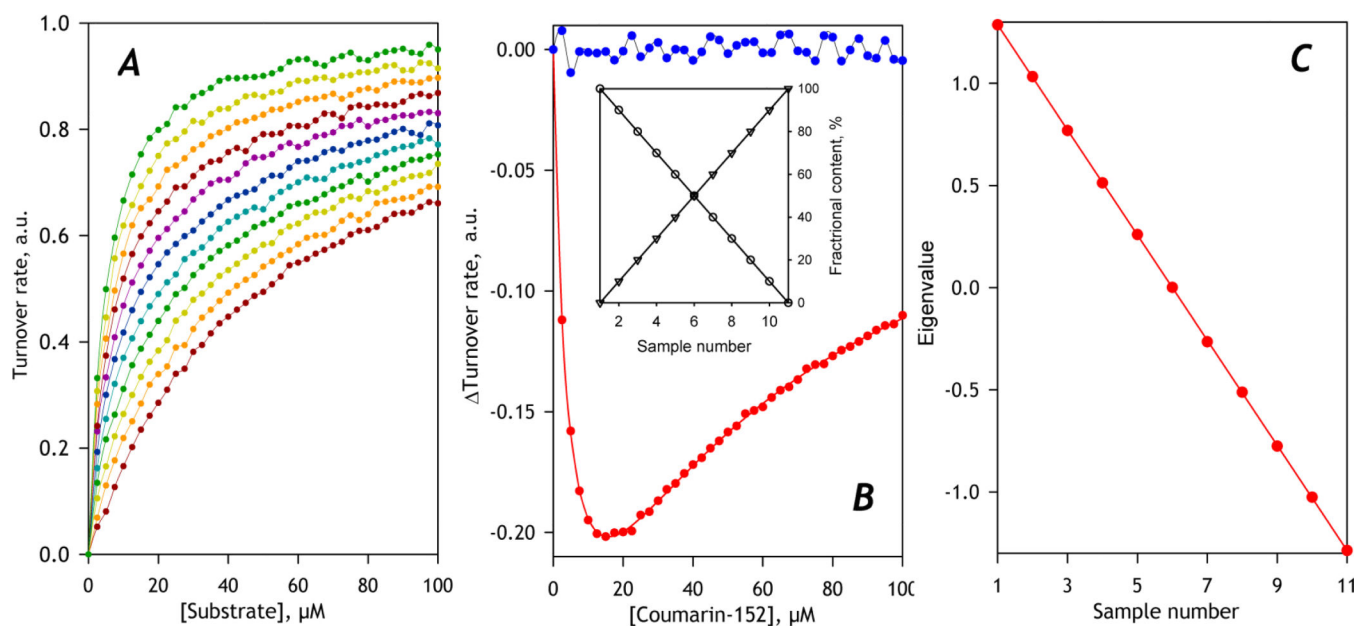 A
Turnover rate, a.u.
1.0
0.8
0.6
0.4
0.2
0.0
0 20 40 60 80 100
[Substrate], µM
B
ΔTurnover rate, a.u.
0.00
-0.05
-0.10
-0.15
-0.20
0 20 40 60 80 100
[Coumarin-152], µM
100
80
60
40
20
0
Fractrional content, %
2 4 6 8 10
Sample number
C
Eigenvalue
1.0
0.5
0.0
-0.5
-1.0
1 3 5 7 9 11
Sample number